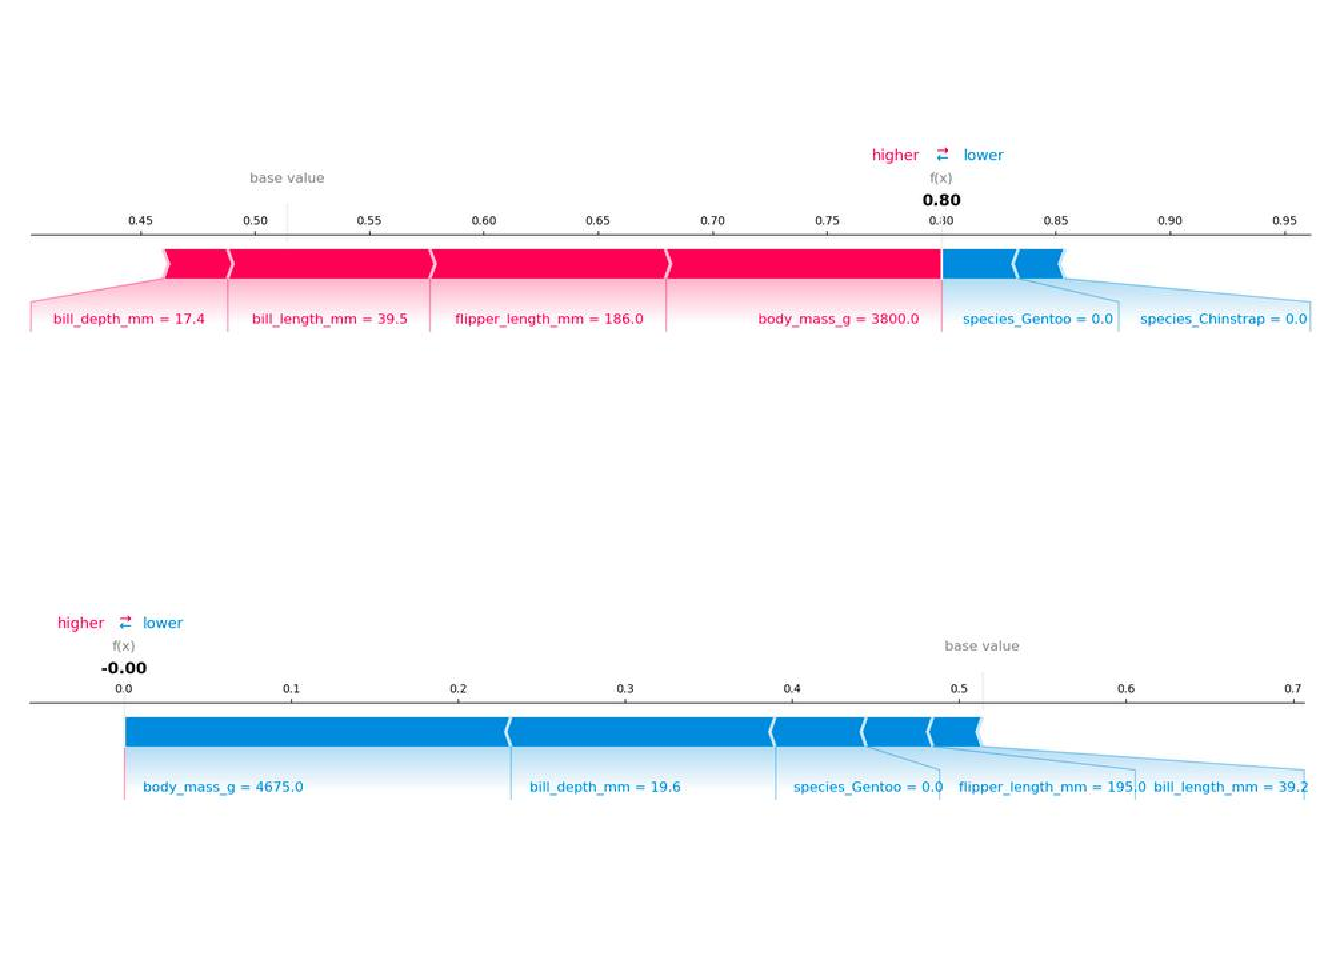 higher lower
base value f(x)
0.80
0.45 0.50 0.55 0.60 0.65 0.70 0.75 0.80 0.85 0.90 0.95
bill_depth_mm = 17.4 bill_length_mm = 39.5 flipper_length_mm = 186.0 body_mass_g = 3800.0 species_Gentoo = 0.0 species_Chinstrap = 0.0
higher lower
f(x) base value
-0.00
0.0 0.1 0.2 0.3 0.4 0.5 0.6 0.7
body_mass_g = 4675.0 bill_depth_mm = 19.6 species_Gentoo = 0.0 flipper_length_mm = 195.0 bill_length_mm = 39.2